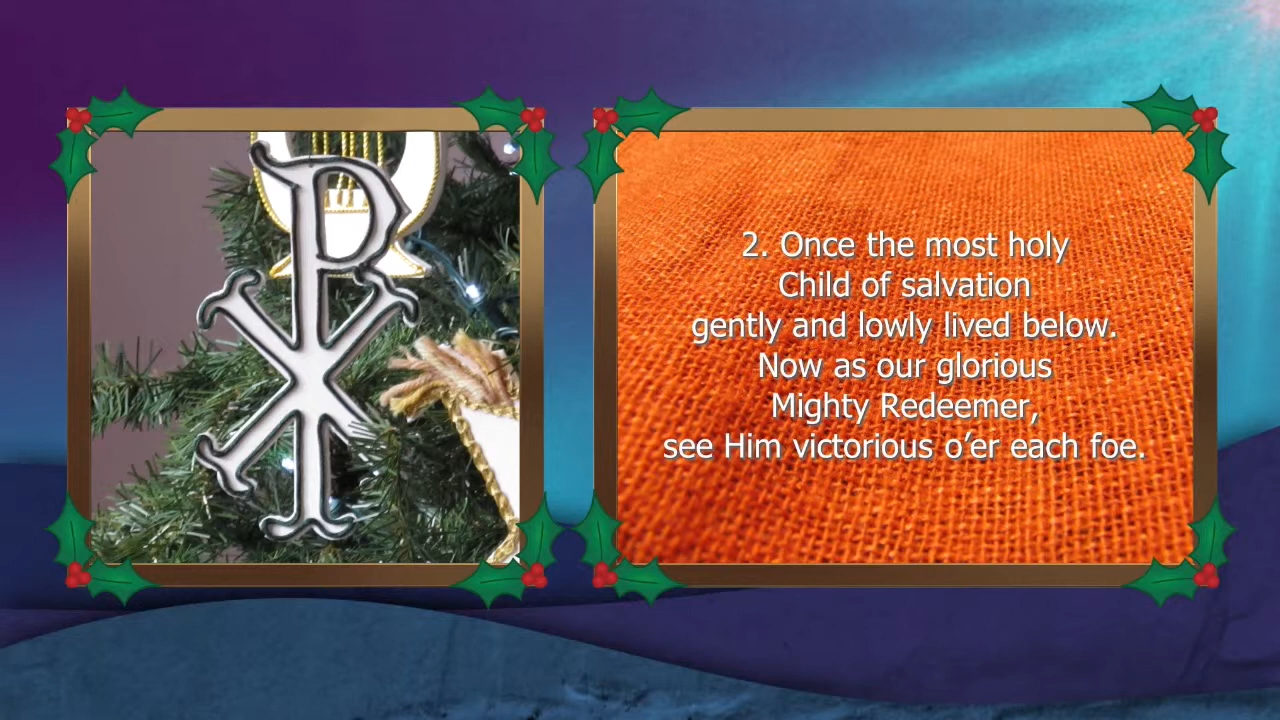 2. Once the most holy
Child of salvation
gently and lowly lived below.
Now as our glorious
Mighty Redeemer,
see Him victorious o’er each foe.